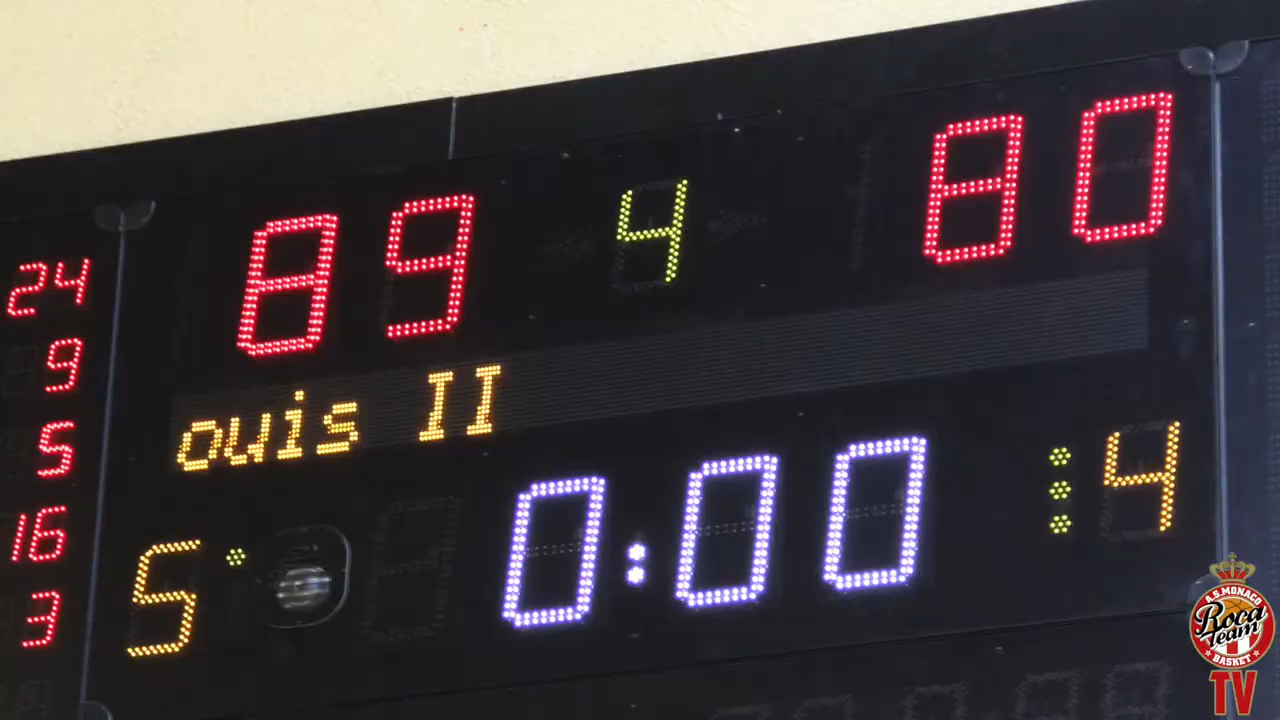 89 4 80
24
9
5
16
3
ouis II
5 0:00 4
A.S.MONACO
Roca
Team
BASKET
TV